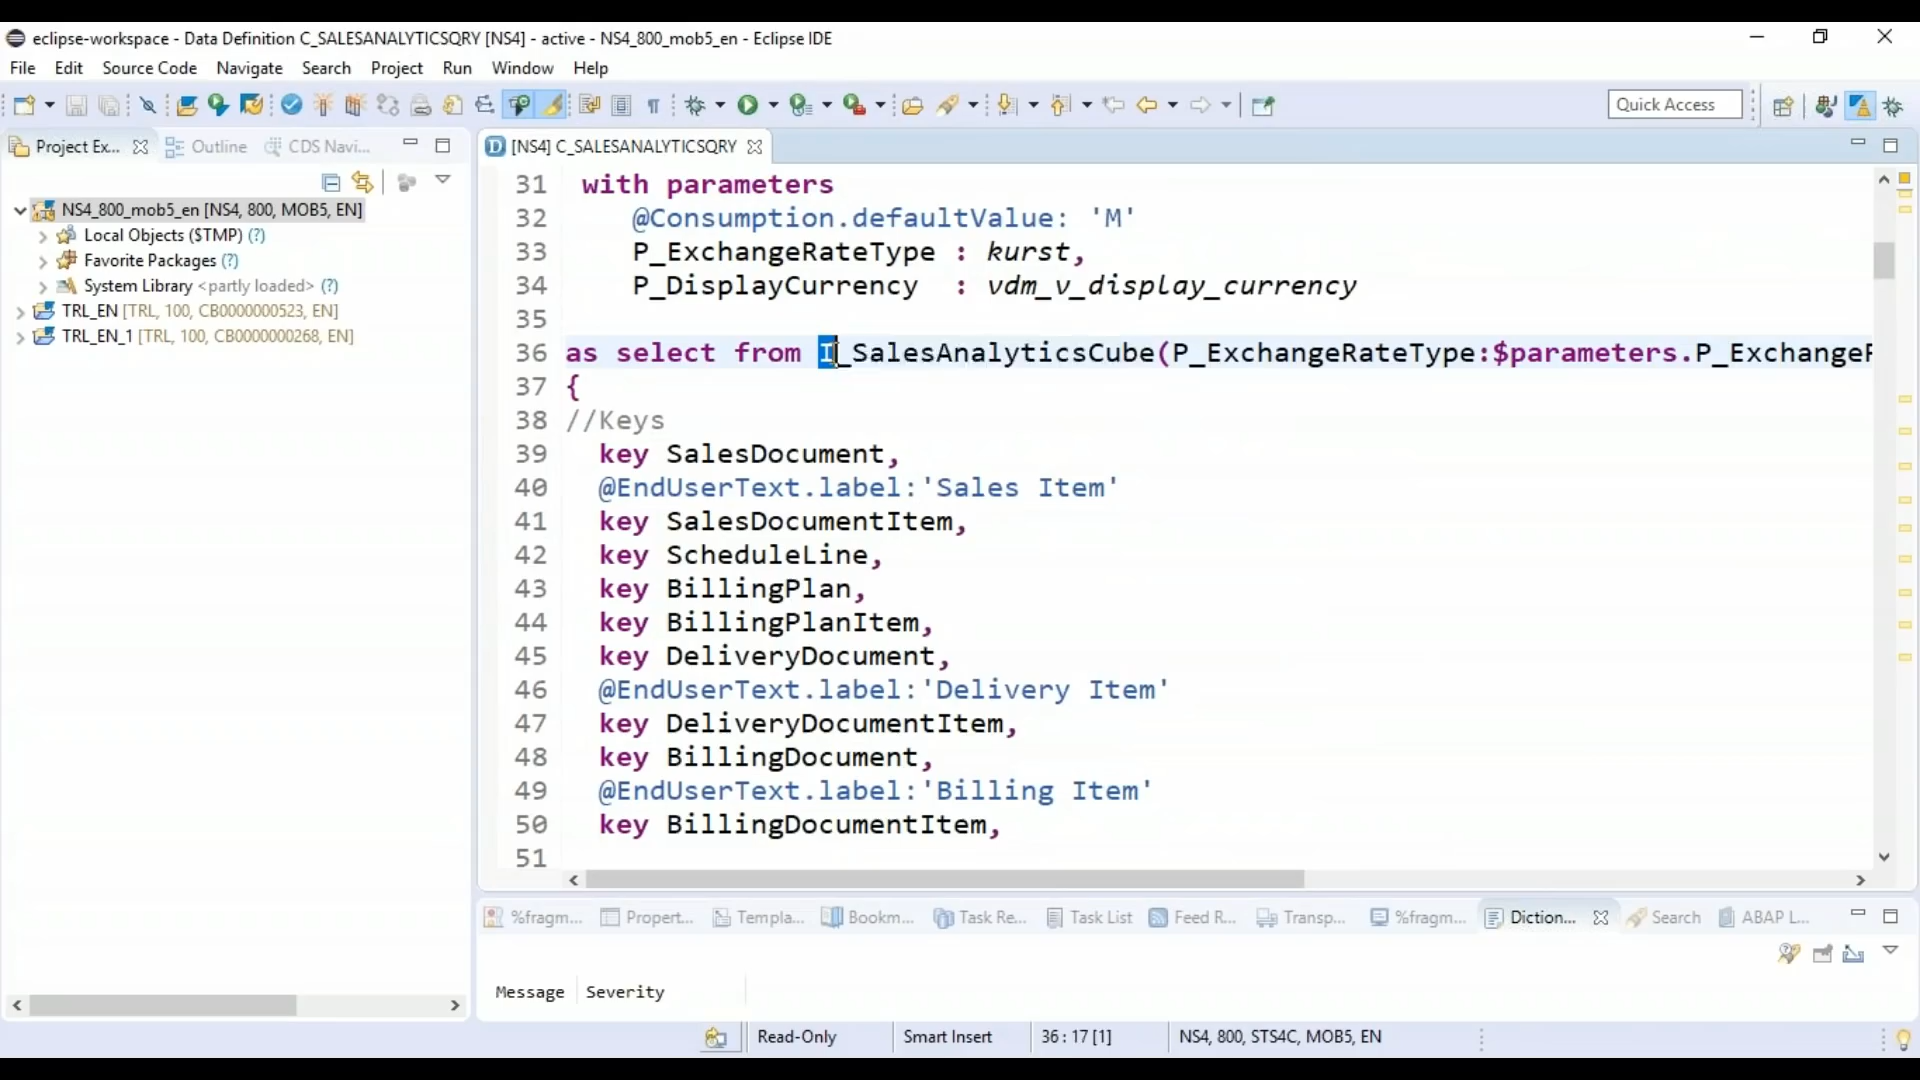 eclipse-workspace - Data Definition C_SALESANALYTICSQRY [NS4] - active - NS4_800_mob5_en - Eclipse IDE
File Edit Source Code Navigate Search Project Run Window Help
Quick Access
Project Ex... Outline CDS Navi...
[NS4] C_SALESANALYTICSQRY
NS4_800_mob5_en [NS4, 800, MOB5, EN]
Local Objects ($TMP) (?)
Favorite Packages (?)
System Library <partly loaded> (?)
TRL_EN [TRL, 100, CB0000000523, EN]
TRL_EN_1 [TRL, 100, CB0000000268, EN]
31 with parameters
32 @Consumption.defaultValue: 'M'
33 P_ExchangeRateType : kurst,
34 P_DisplayCurrency : vdm_v_display_currency
35
36 as select from I_SalesAnalyticsCube(P_ExchangeRateType:$parameters.P_Exchange
37 {
38 //Keys
39 key SalesDocument,
40 @EndUserText.label:'Sales Item'
41 key SalesDocumentItem,
42 key ScheduleLine,
43 key BillingPlan,
44 key BillingPlanItem,
45 key DeliveryDocument,
46 @EndUserText.label:'Delivery Item'
47 key DeliveryDocumentItem,
48 key BillingDocument,
49 @EndUserText.label:'Billing Item'
50 key BillingDocumentItem,
51
%fragm... Propert... Templa... Bookm... Task Re... Task List Feed R... Transp... %fragm... Diction... Search ABAP L...
Message Severity
Read-Only Smart Insert 36 : 17 [1] NS4, 800, STS4C, MOB5, EN